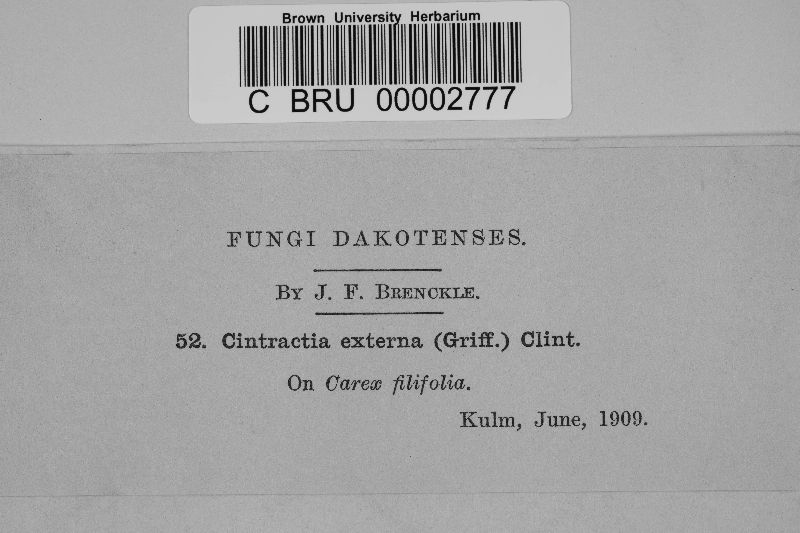 Brown University Herbarium
C BRU 00002777
FUNGI DAKOTENSES.
BY J. F. BRENCKLE.
52. Cintractia externa (Griff.) Clint.
On Carex filifolia.
Kulm, June, 1909.